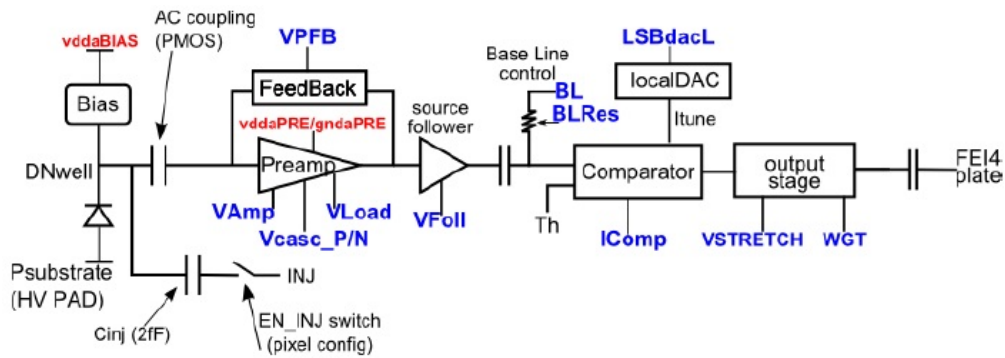 AC coupling
(PMOS)
vddaBIAS
Bias
DNwell
Psubstrate
(HV PAD)
Cinj (2fF)
EN_INJ switch
(pixel config)
INJ
VPFB
FeedBack
vddaPRE/gndaPRE
Preamp
VAmp
VLoad
Vcasc_P/N
source
follower
VFoll
Base Line
control
BL
BLRes
Th
LSBdacL
localDAC
Itune
Comparator
IComp
output
stage
VSTRETCH
WGT
FEI4
plate